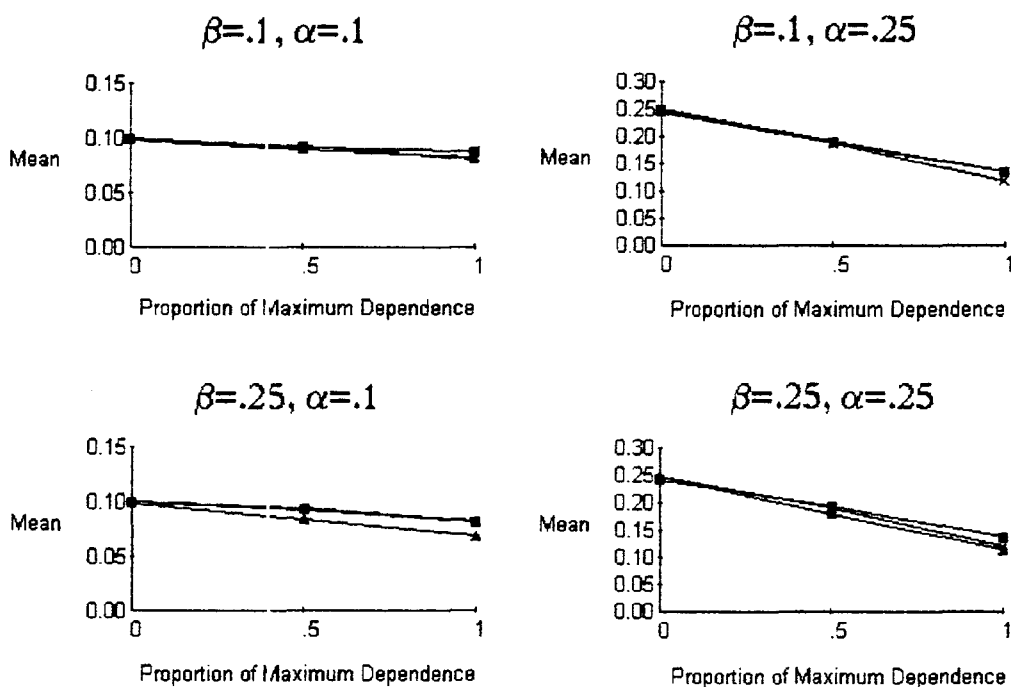 β=.1, α=.1
0.15
0.10
Mean
0.05
0.00
0
.5
1
Proportion of Maximum Dependence
β=.1, α=.25
0.30
0.25
0.20
Mean
0.15
0.10
0.05
0.00
0
.5
1
Proportion of Maximum Dependence
β=.25, α=.1
0.15
0.10
Mean
0.05
0.00
0
.5
1
Proportion of Maximum Dependence
β=.25, α=.25
0.30
0.25
0.20
Mean
0.15
0.10
0.05
0.00
0
.5
1
Proportion of Maximum Dependence